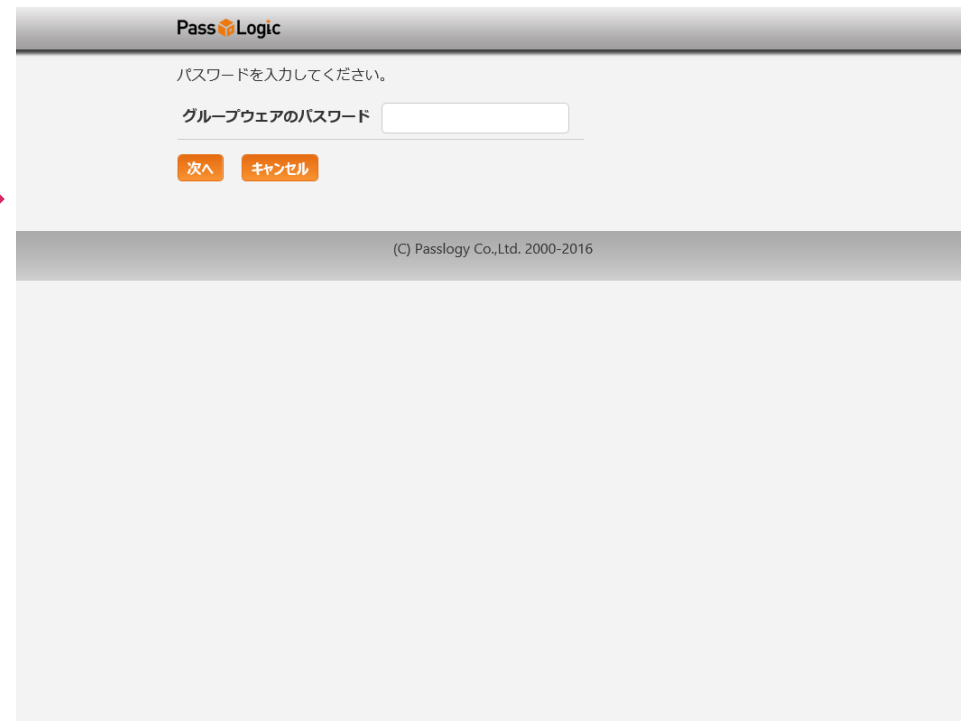 PassLogic
パスワードを入力してください。
グループウェアのパスワード
次へ キャンセル
(C) Passlogy Co.,Ltd. 2000-2016